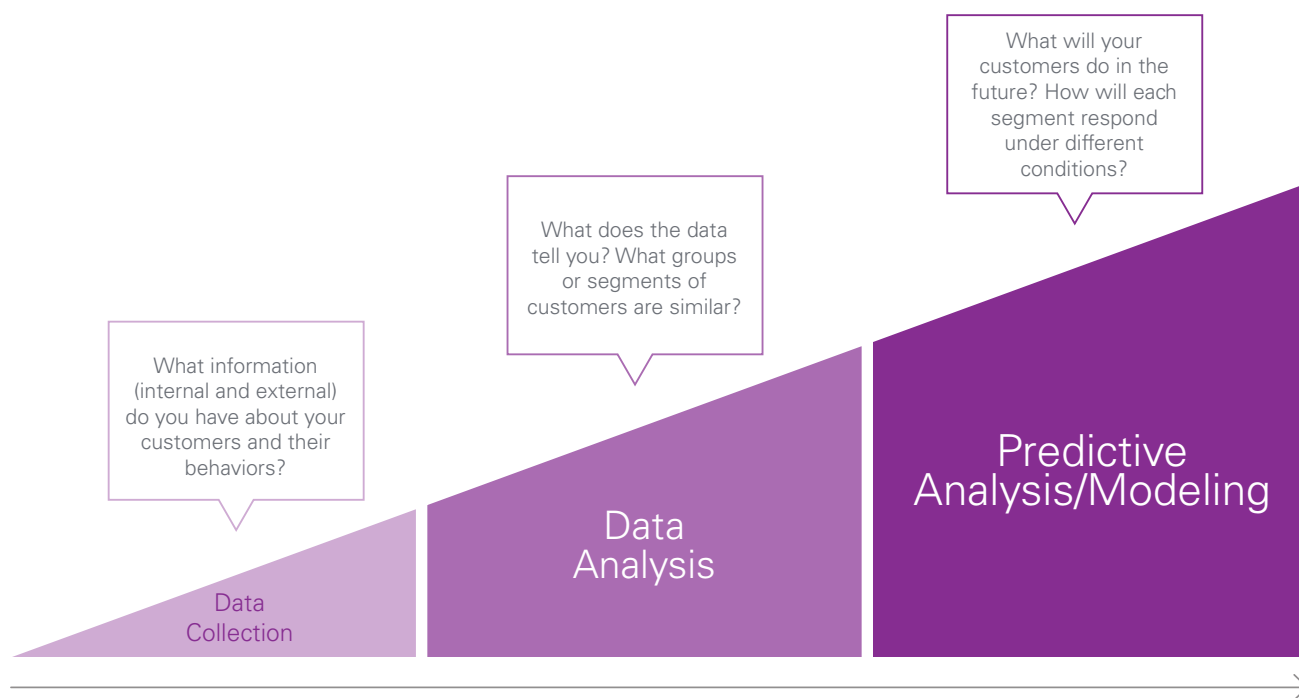 What information
(internal and external)
do you have about your
customers and their
behaviors?
Data
Collection
What does the data
tell you? What groups
or segments of
customers are similar?
Data
Analysis
What will your
customers do in the
future? How will each
segment respond
under different
conditions?
Predictive
Analysis/Modeling